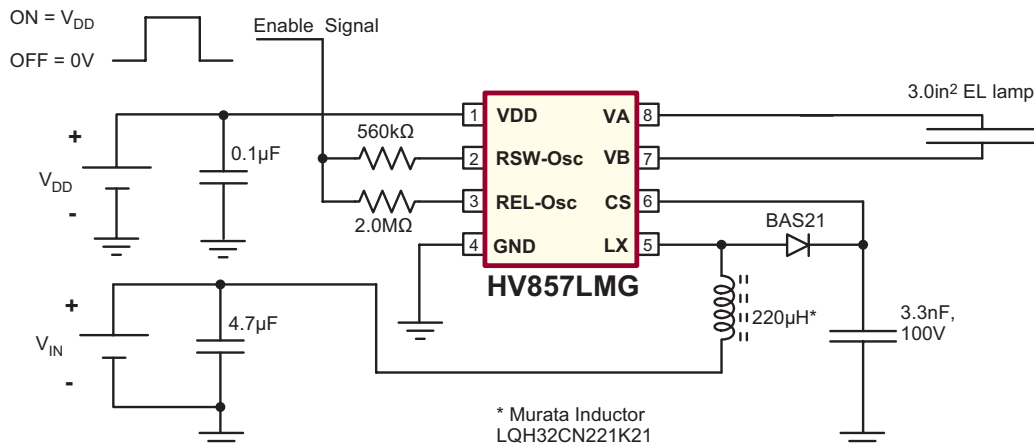 ON = VDD
OFF = 0V
Enable Signal
3.0in² EL lamp
+
VDD
-
0.1µF
560kΩ
2.0MΩ
1 VDD
2 RSW-Osc
3 REL-Osc
4 GND
VA 8
VB 7
CS 6
LX 5
HV857LMG
BAS21
+
VIN
-
4.7µF
220µH*
3.3nF,
100V
* Murata Inductor
LQH32CN221K21